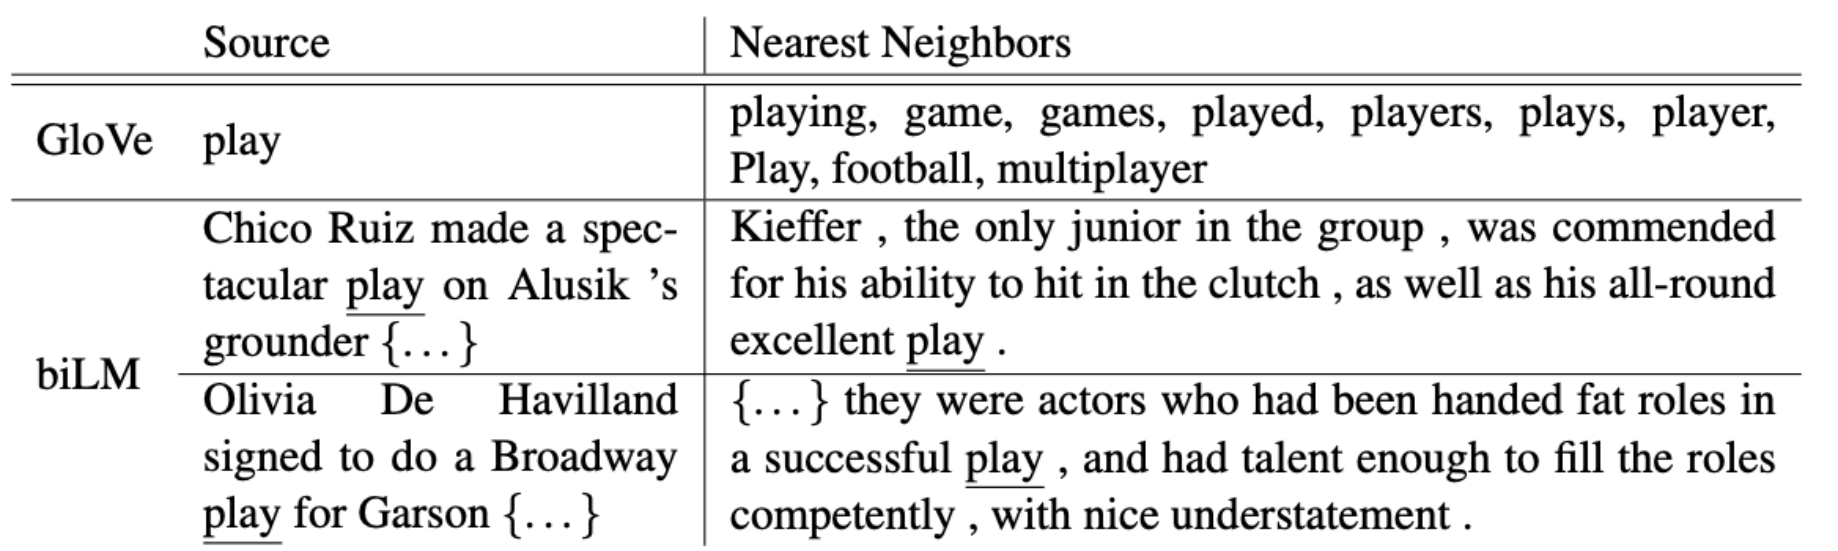 Source Nearest Neighbors
GloVe play playing, game, games, played, players, plays, player,
Play, football, multiplayer
biLM
Chico Ruiz made a spec-
tacular play on Alusik 's
grounder {...}
Kieffer , the only junior in the group , was commended
for his ability to hit in the clutch , as well as his all-round
excellent play .
Olivia De Havilland
signed to do a Broadway
play for Garson {...}
{...} they were actors who had been handed fat roles in
a successful play , and had talent enough to fill the roles
competently , with nice understatement .